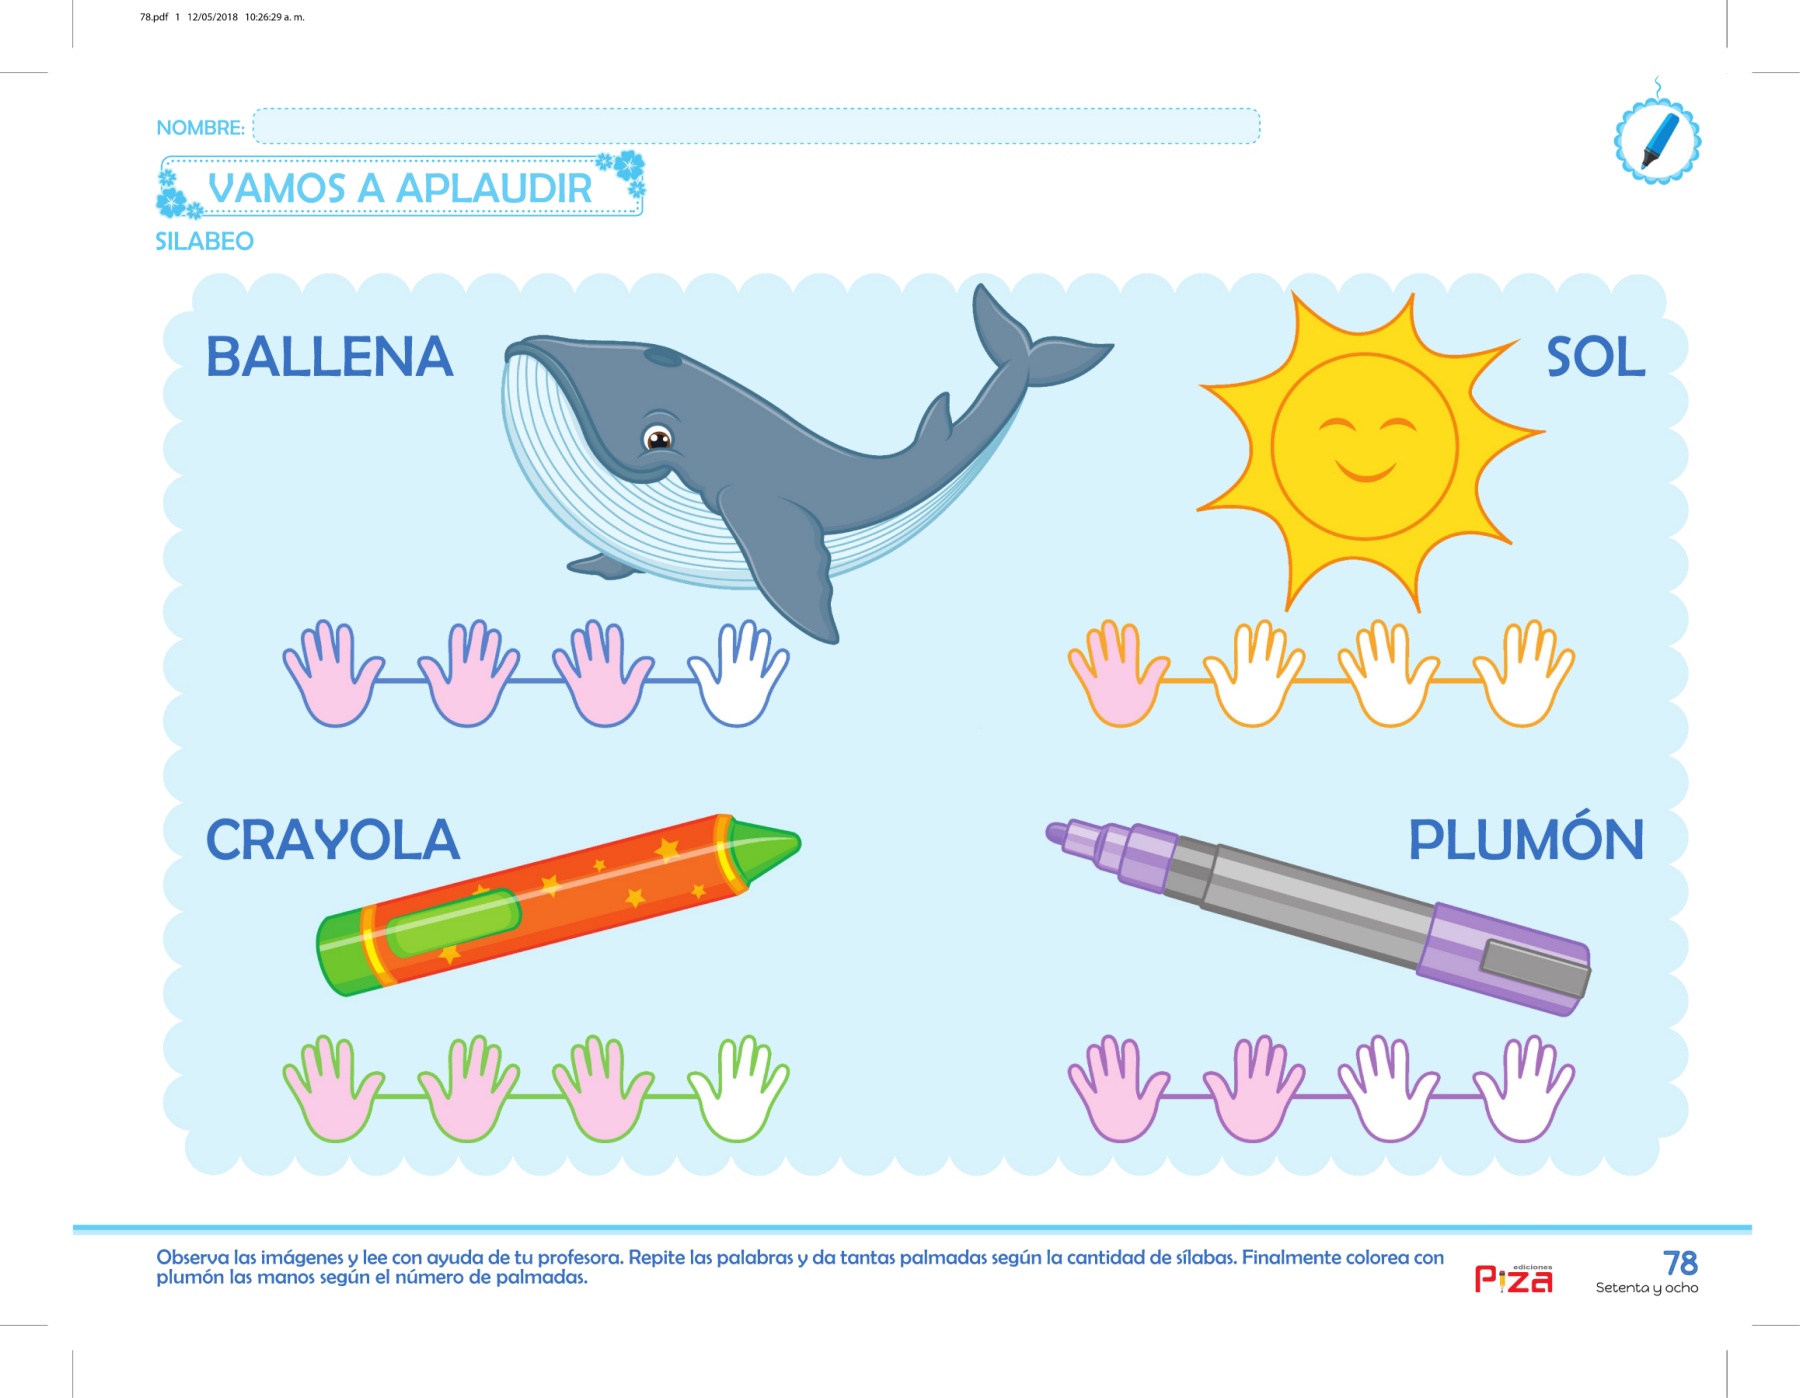 78.pdf 1 12/05/2018 10:26:29 a. m.
NOMBRE:
VAMOS A APLAUDIR
SILABEO
BALLENA
SOL
CRAYOLA
PLUMÓN
Observa las imágenes y lee con ayuda de tu profesora. Repite las palabras y da tantas palmadas según la cantidad de sílabas. Finalmente colorea con
plumón las manos según el número de palmadas.
ediciones
Piza
78
Setenta y ocho